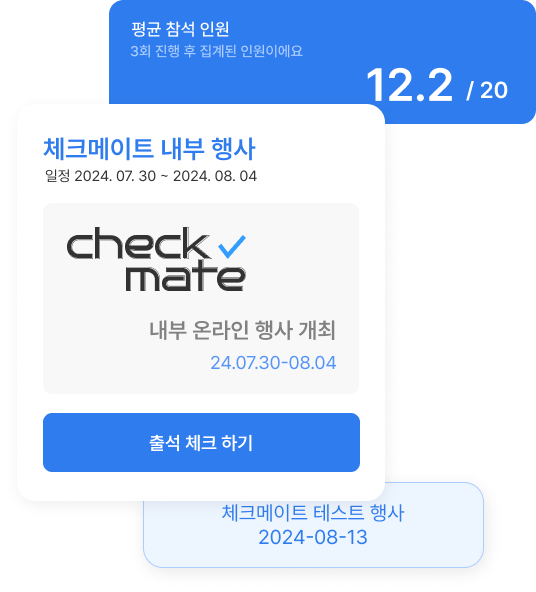 평균 참석 인원
3회 진행 후 집계된 인원이에요
12.2 / 20
체크메이트 내부 행사
일정 2024. 07. 30 ~ 2024. 08. 04
check
mate
내부 온라인 행사 개최
24.07.30-08.04
출석 체크 하기
체크메이트 테스트 행사
2024-08-13